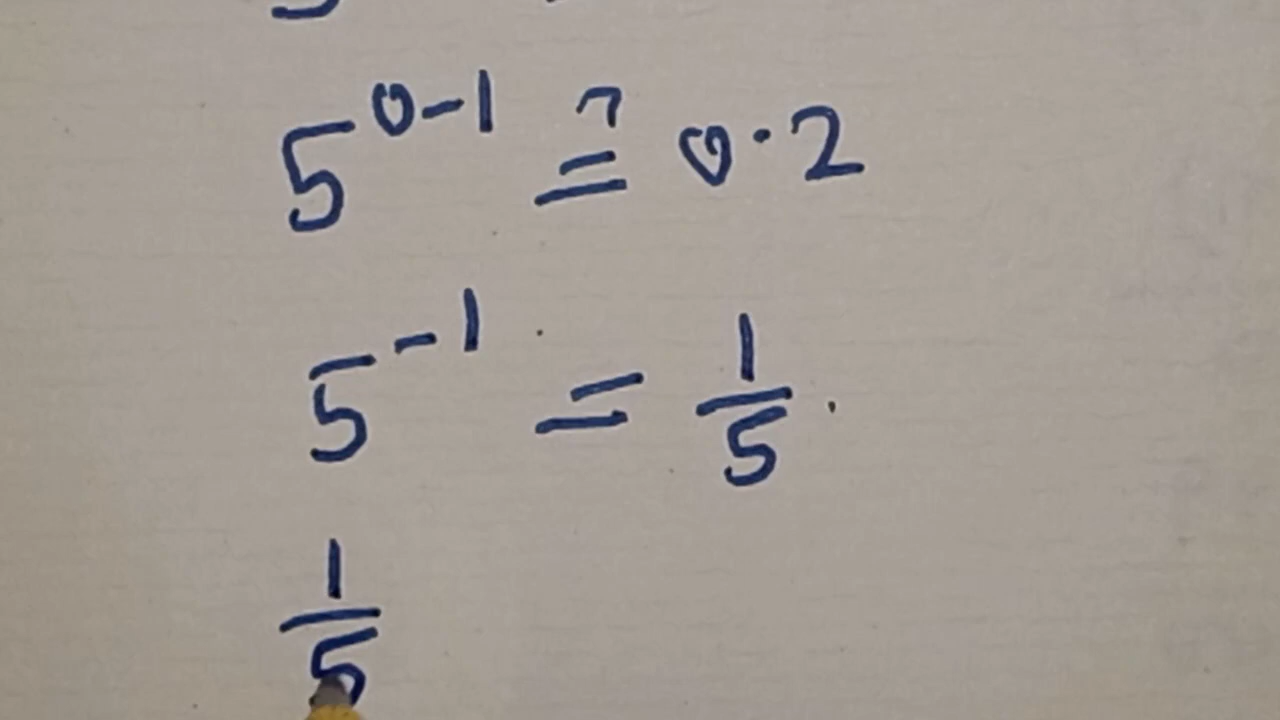 5^{0-1} ≟ 0.2
5^{-1} = 1/5
1/5